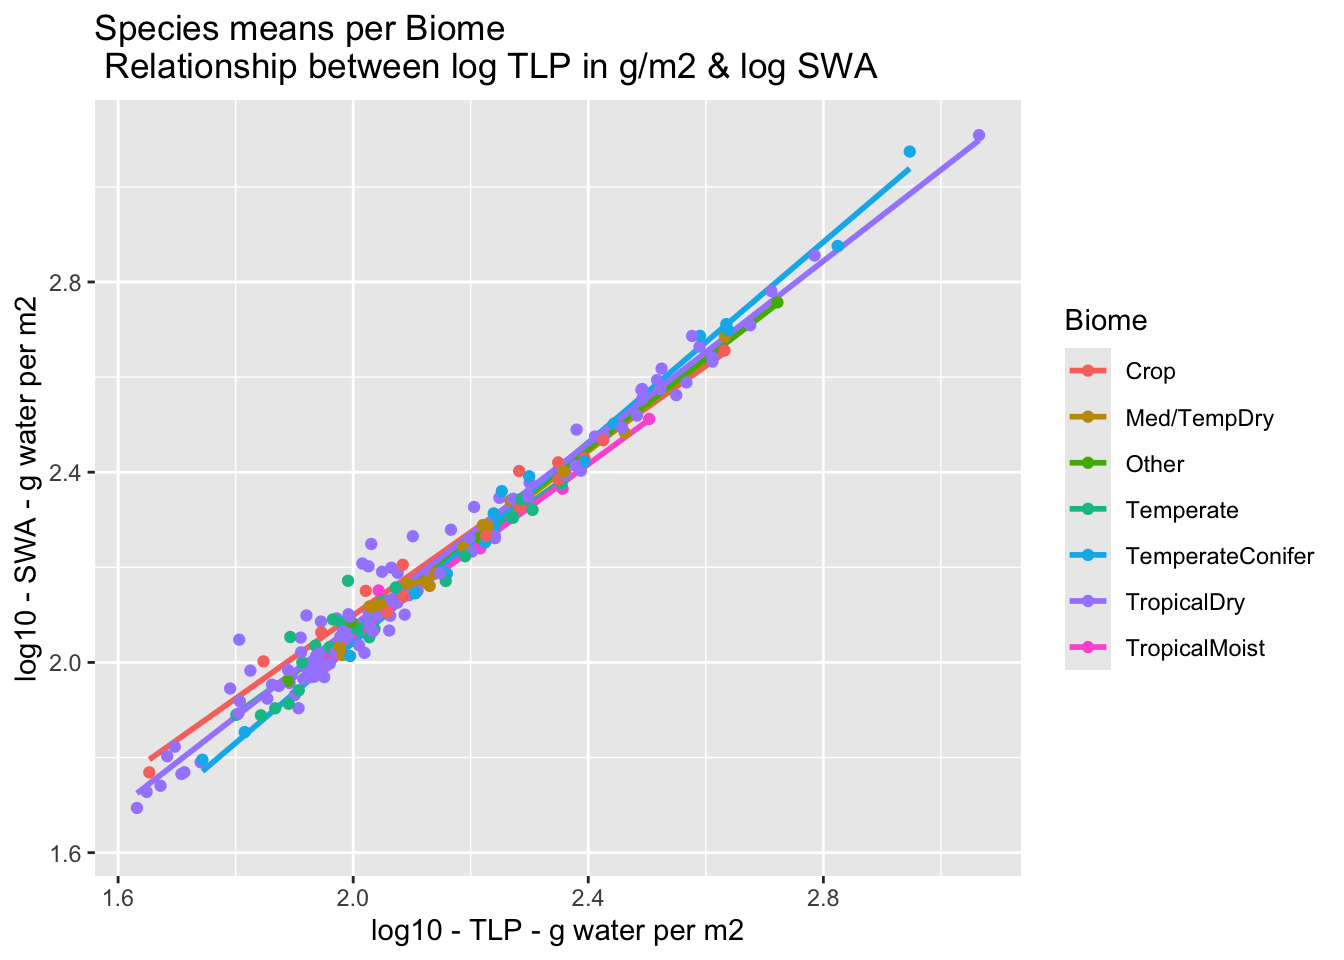 Species means per Biome
Relationship between log TLP in g/m2 & log SWA
log10 - SWA - g water per m2
2.8
2.4
2.0
1.6
1.6 2.0 2.4 2.8
log10 - TLP - g water per m2
Biome
Crop
Med/TempDry
Other
Temperate
TemperateConifer
TropicalDry
TropicalMoist